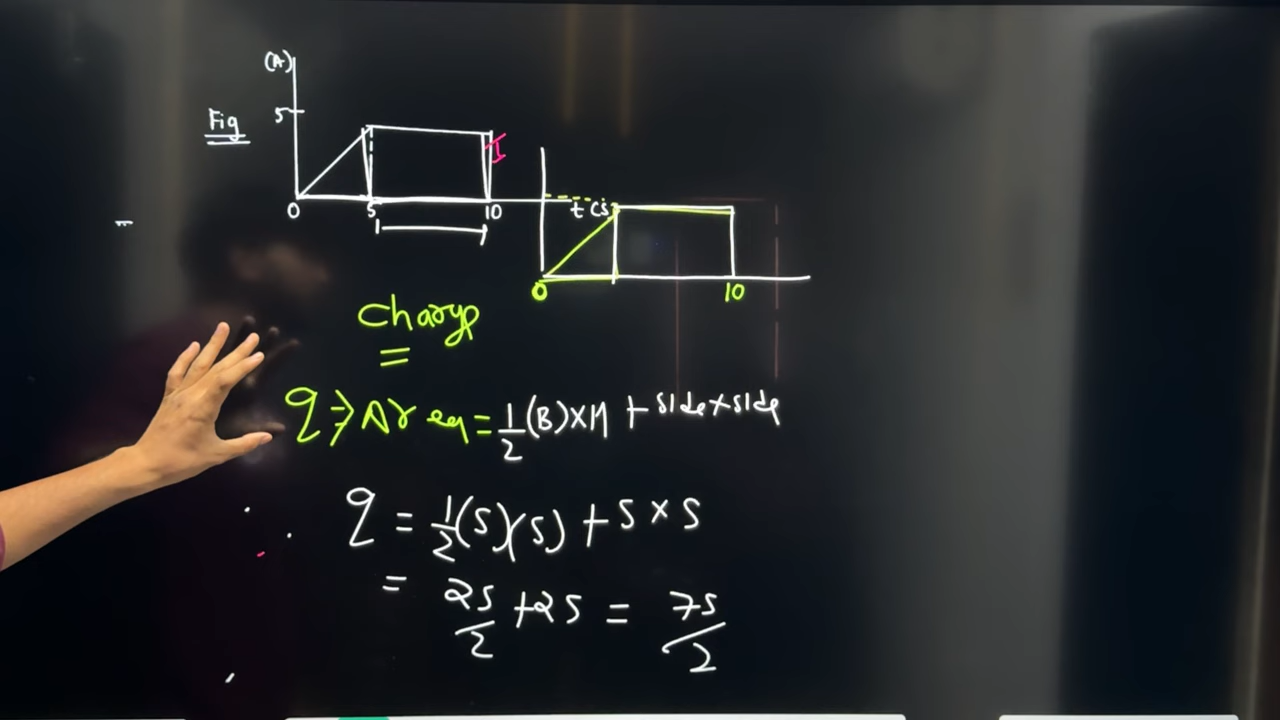 (A)
Fig
5
I
0 5 10 t (s)
0 10
Charge
=
q ⇒ Area = 1/2 (B) × H + side × side
q = 1/2 (5)(5) + 5 × 5
= 25/2 + 25 = 75/2